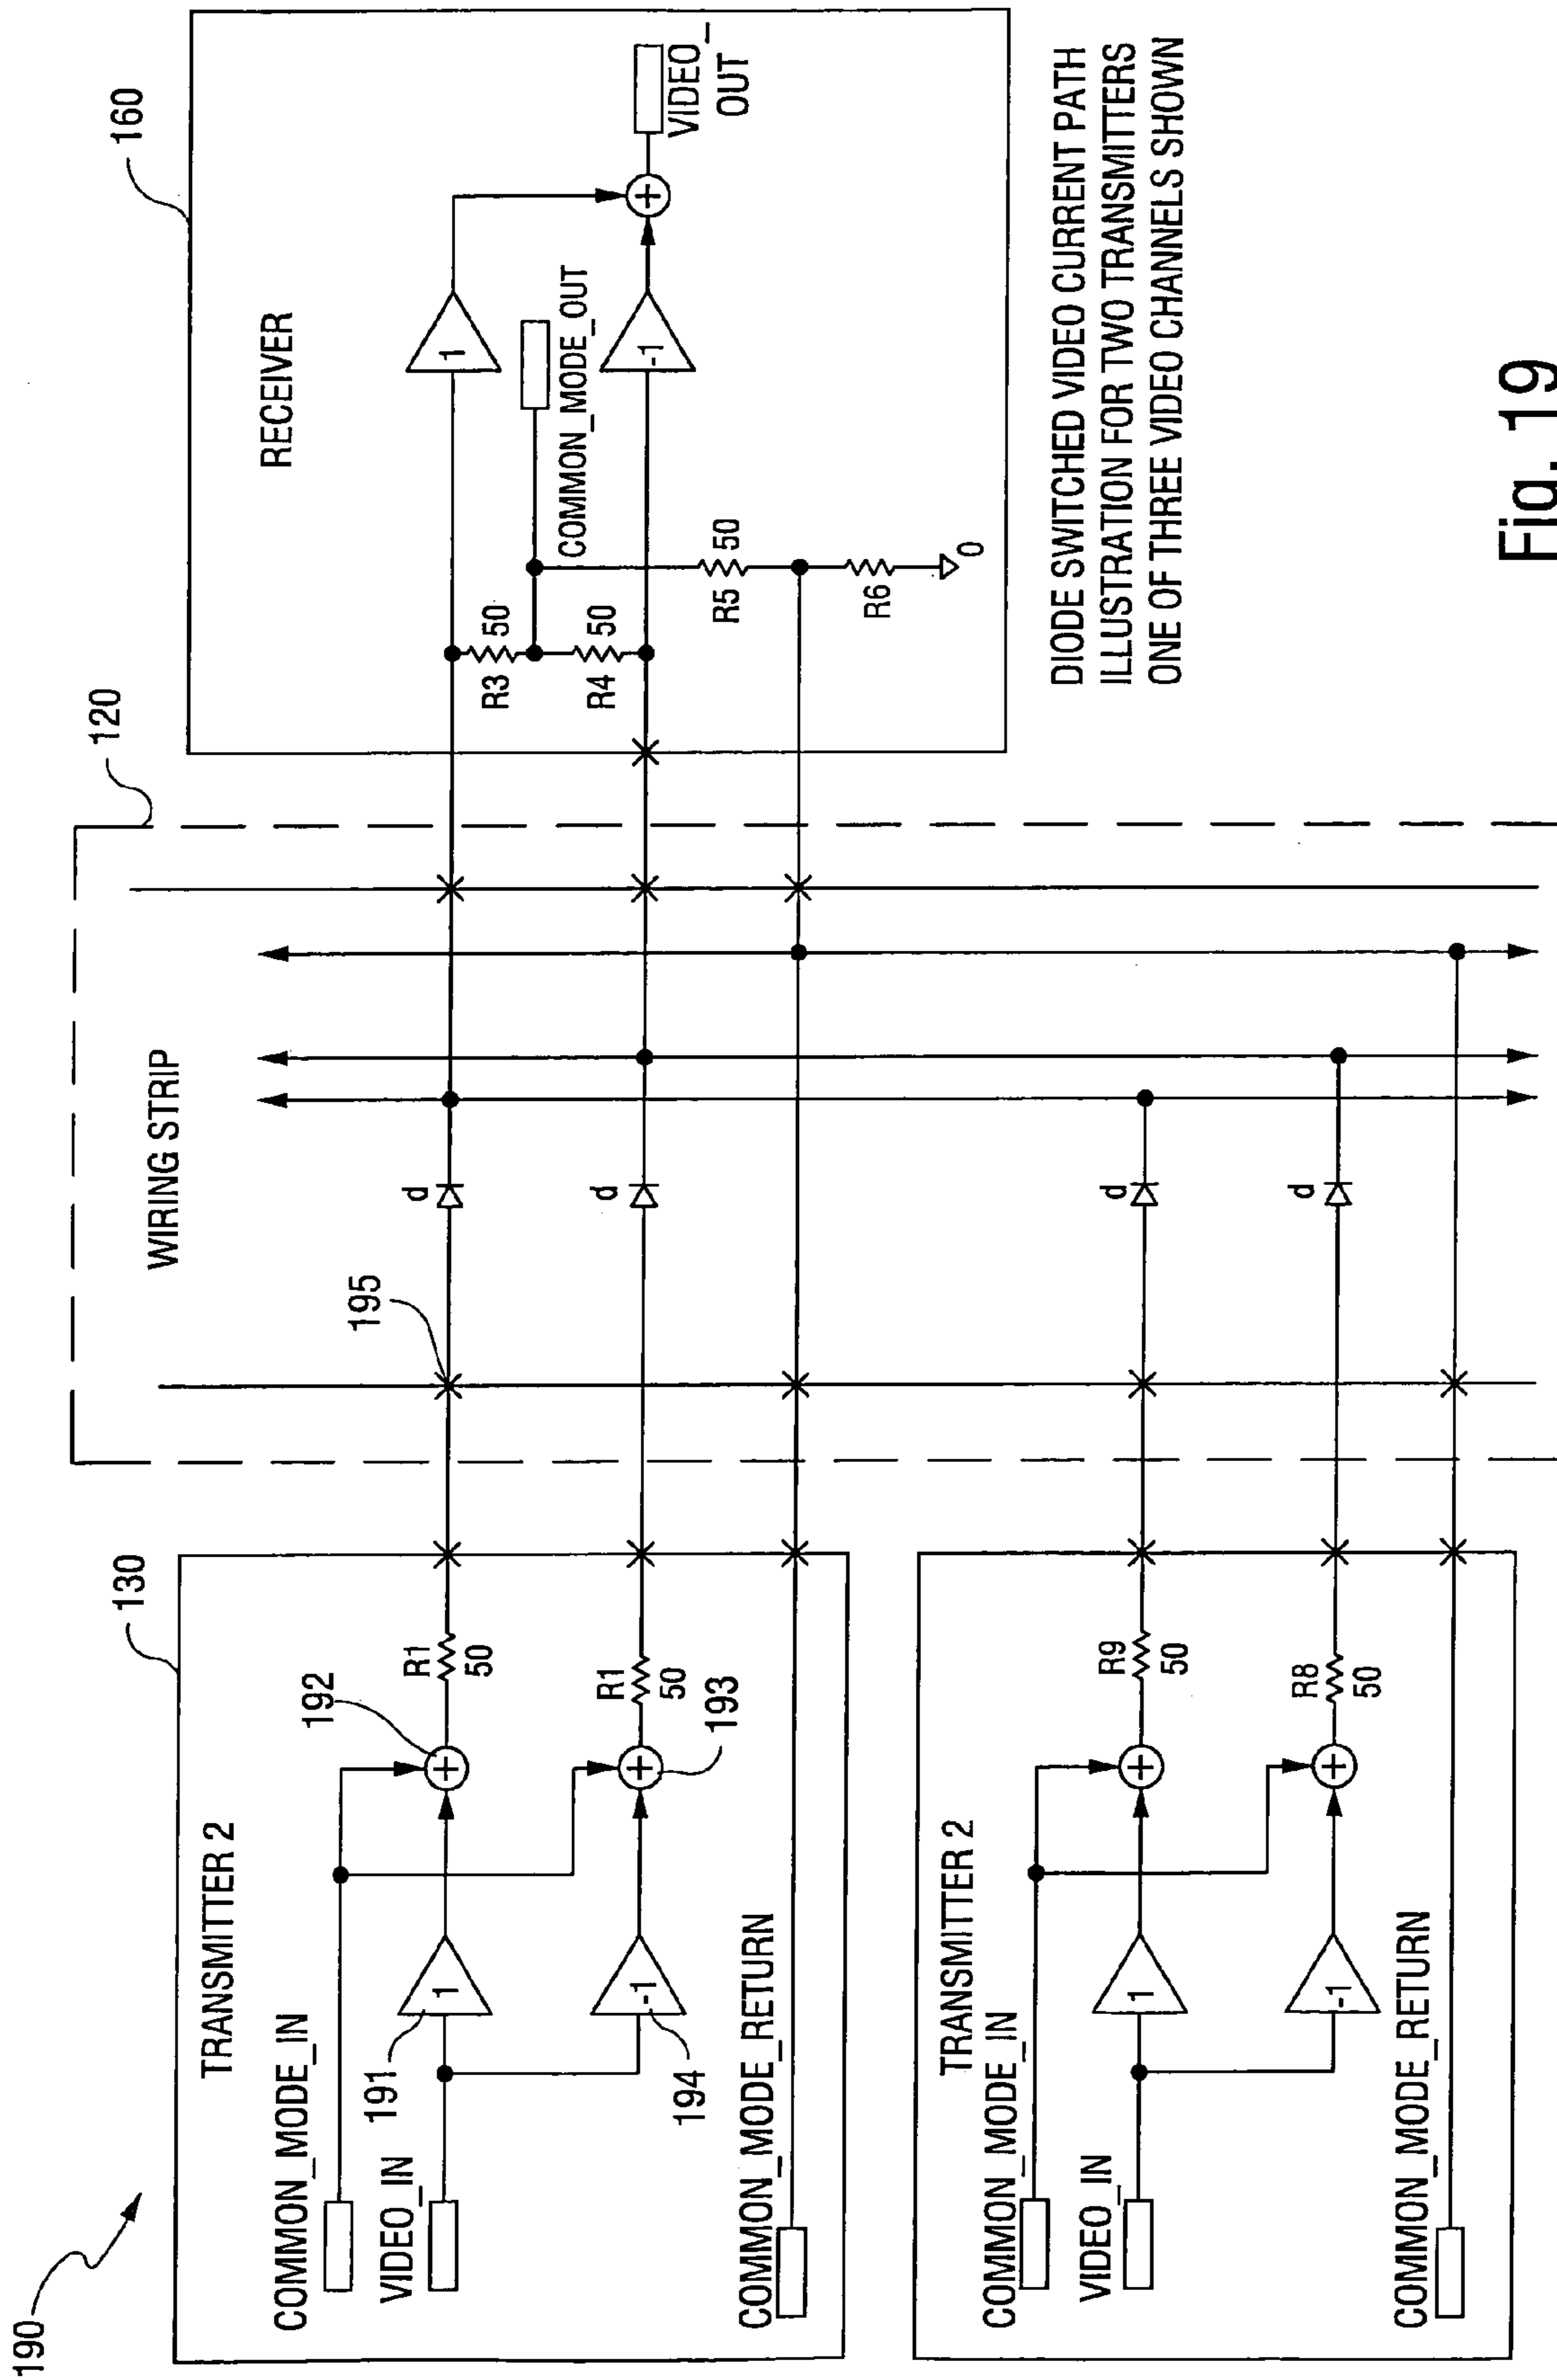 190
TRANSMITTER 2
130
COMMON_MODE_IN
VIDEO_IN
191
1
192
R1
50
194
-1
193
R1
50
COMMON_MODE_RETURN
TRANSMITTER 2
COMMON_MODE_IN
VIDEO_IN
1
R9
50
-1
R8
50
COMMON_MODE_RETURN
WIRING STRIP
120
195
d
d
d
d
RECEIVER
160
R3
50
R4
50
1
COMMON_MODE_OUT
-1
VIDEO_
OUT
R5
50
R6
0
DIODE SWITCHED VIDEO CURRENT PATH
ILLUSTRATION FOR TWO TRANSMITTERS
ONE OF THREE VIDEO CHANNELS SHOWN
Fig. 19